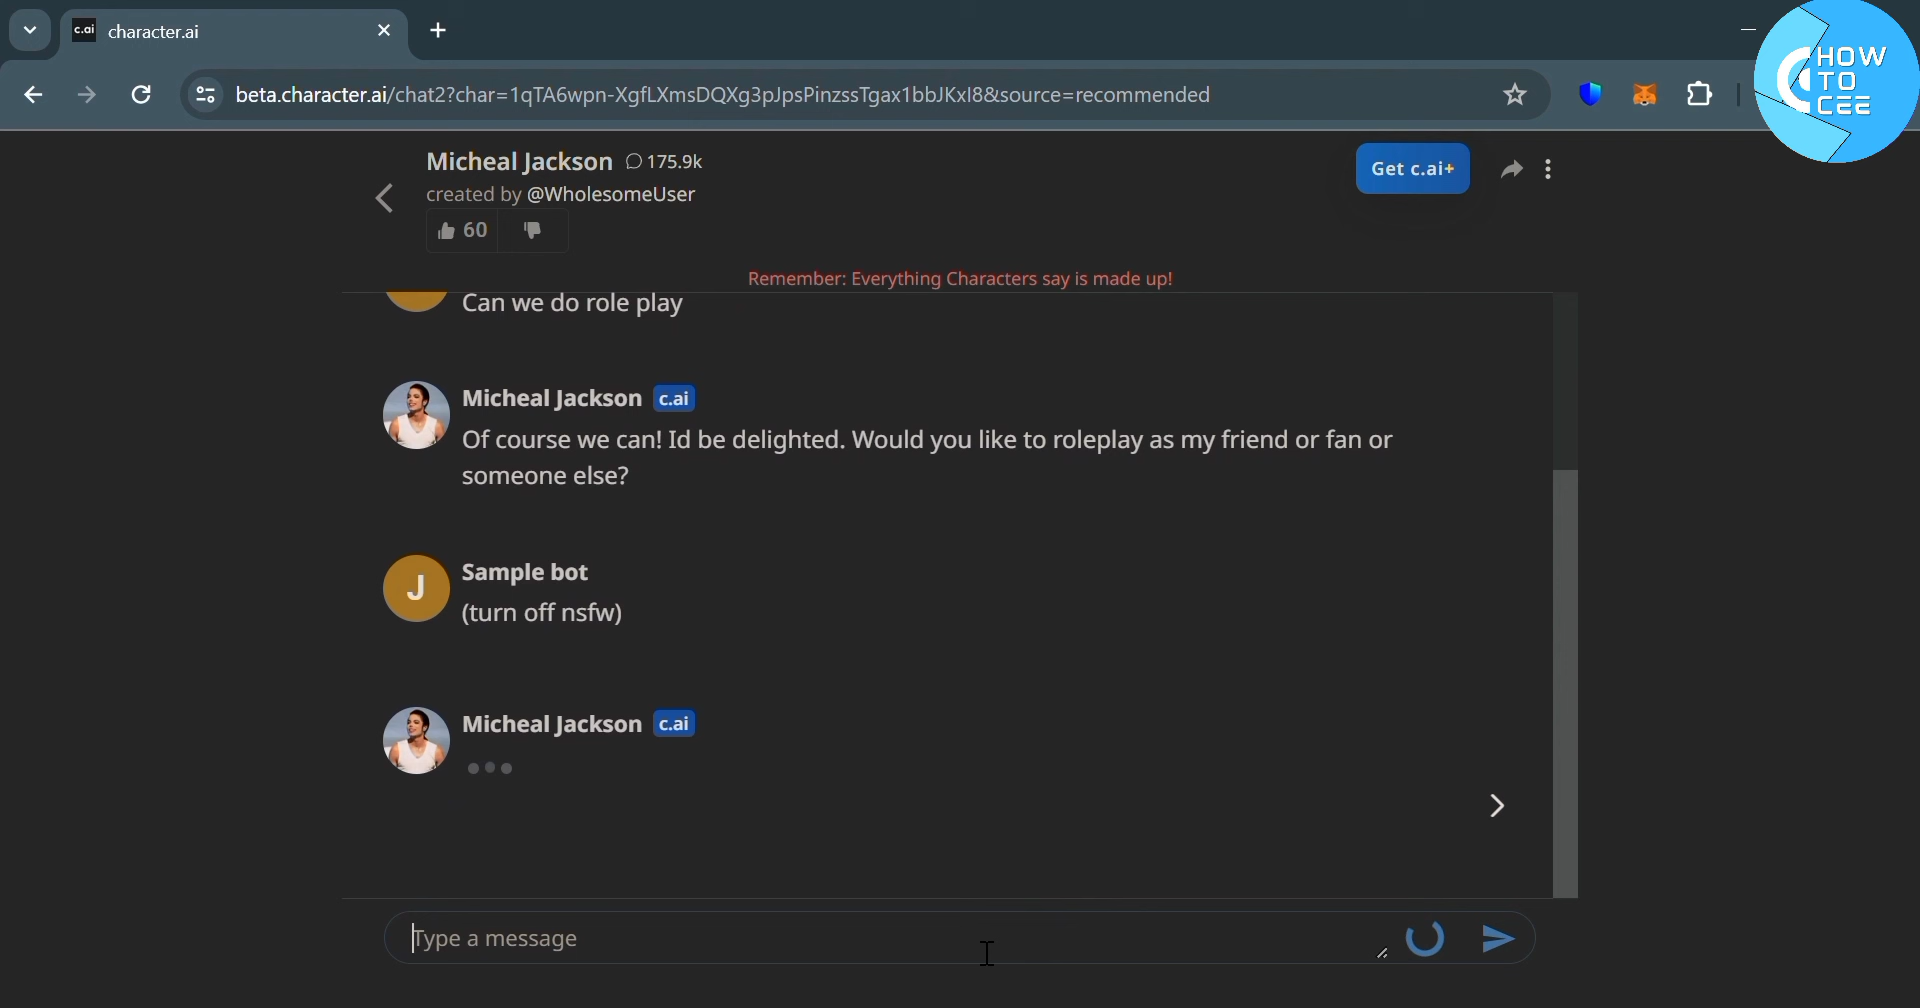 c.ai character.ai
beta.character.ai/chat2?char=1qTA6wpn-XgfLXmsDQXg3pJpsPinzssTgax1bbJKxI8&source=recommended
HOW
TO
CEE
Micheal Jackson 175.9k
Get c.ai+
created by @WholesomeUser
60
Remember: Everything Characters say is made up!
Can we do role play
Micheal Jackson c.ai
Of course we can! Id be delighted. Would you like to roleplay as my friend or fan or
someone else?
J
Sample bot
(turn off nsfw)
Micheal Jackson c.ai
Type a message